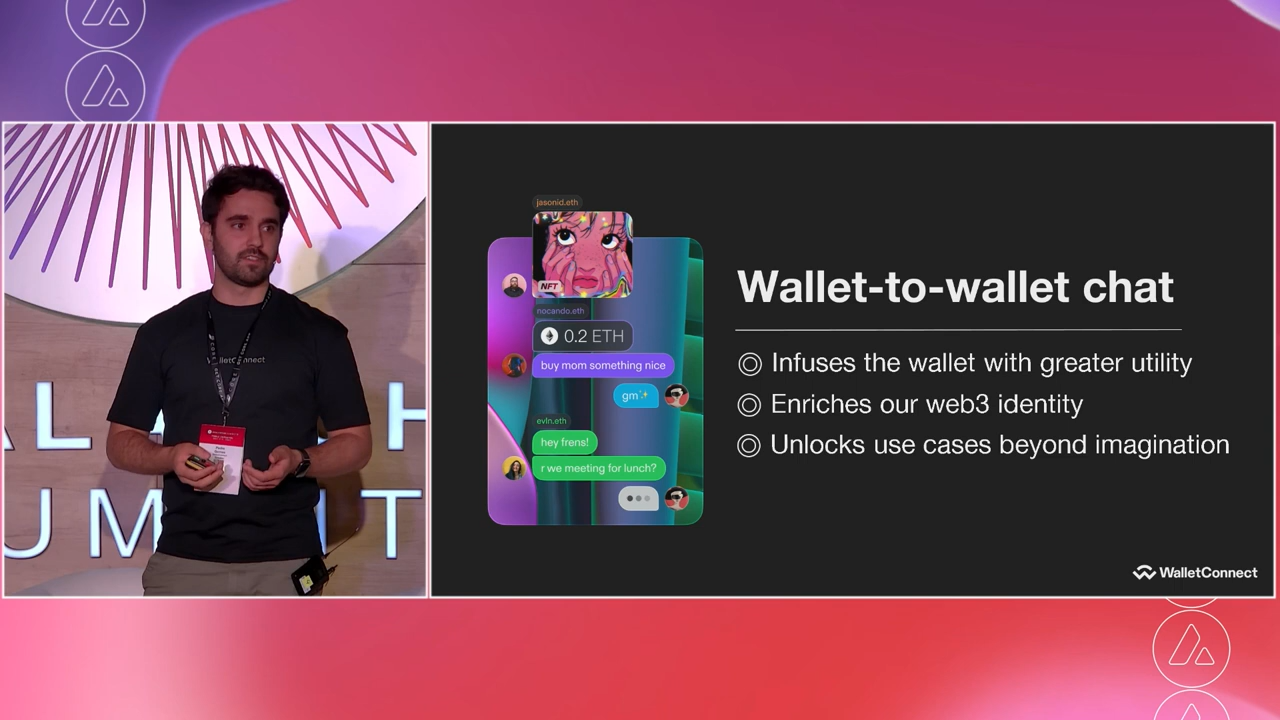 WalletConnect
jasonid.eth
NFT
nocando.eth
0.2 ETH
buy mom something nice
gm
evln.eth
hey frens!
r we meeting for lunch?
Wallet-to-wallet chat
Infuses the wallet with greater utility
Enriches our web3 identity
Unlocks use cases beyond imagination
WalletConnect